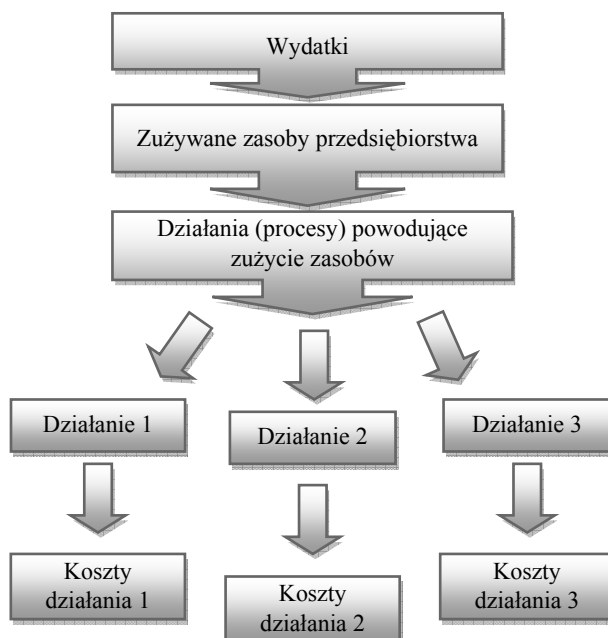 Wydatki
Zużywane zasoby przedsiębiorstwa
Działania (procesy) powodujące
zużycie zasobów
Działanie 1
Działanie 2
Działanie 3
Koszty
działania 1
Koszty
działania 2
Koszty
działania 3